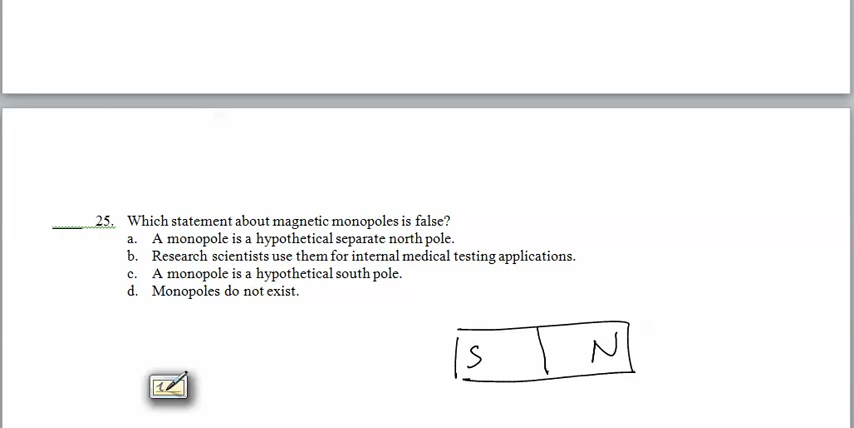 25. Which statement about magnetic monopoles is false?
a. A monopole is a hypothetical separate north pole.
b. Research scientists use them for internal medical testing applications.
c. A monopole is a hypothetical south pole.
d. Monopoles do not exist.
S N